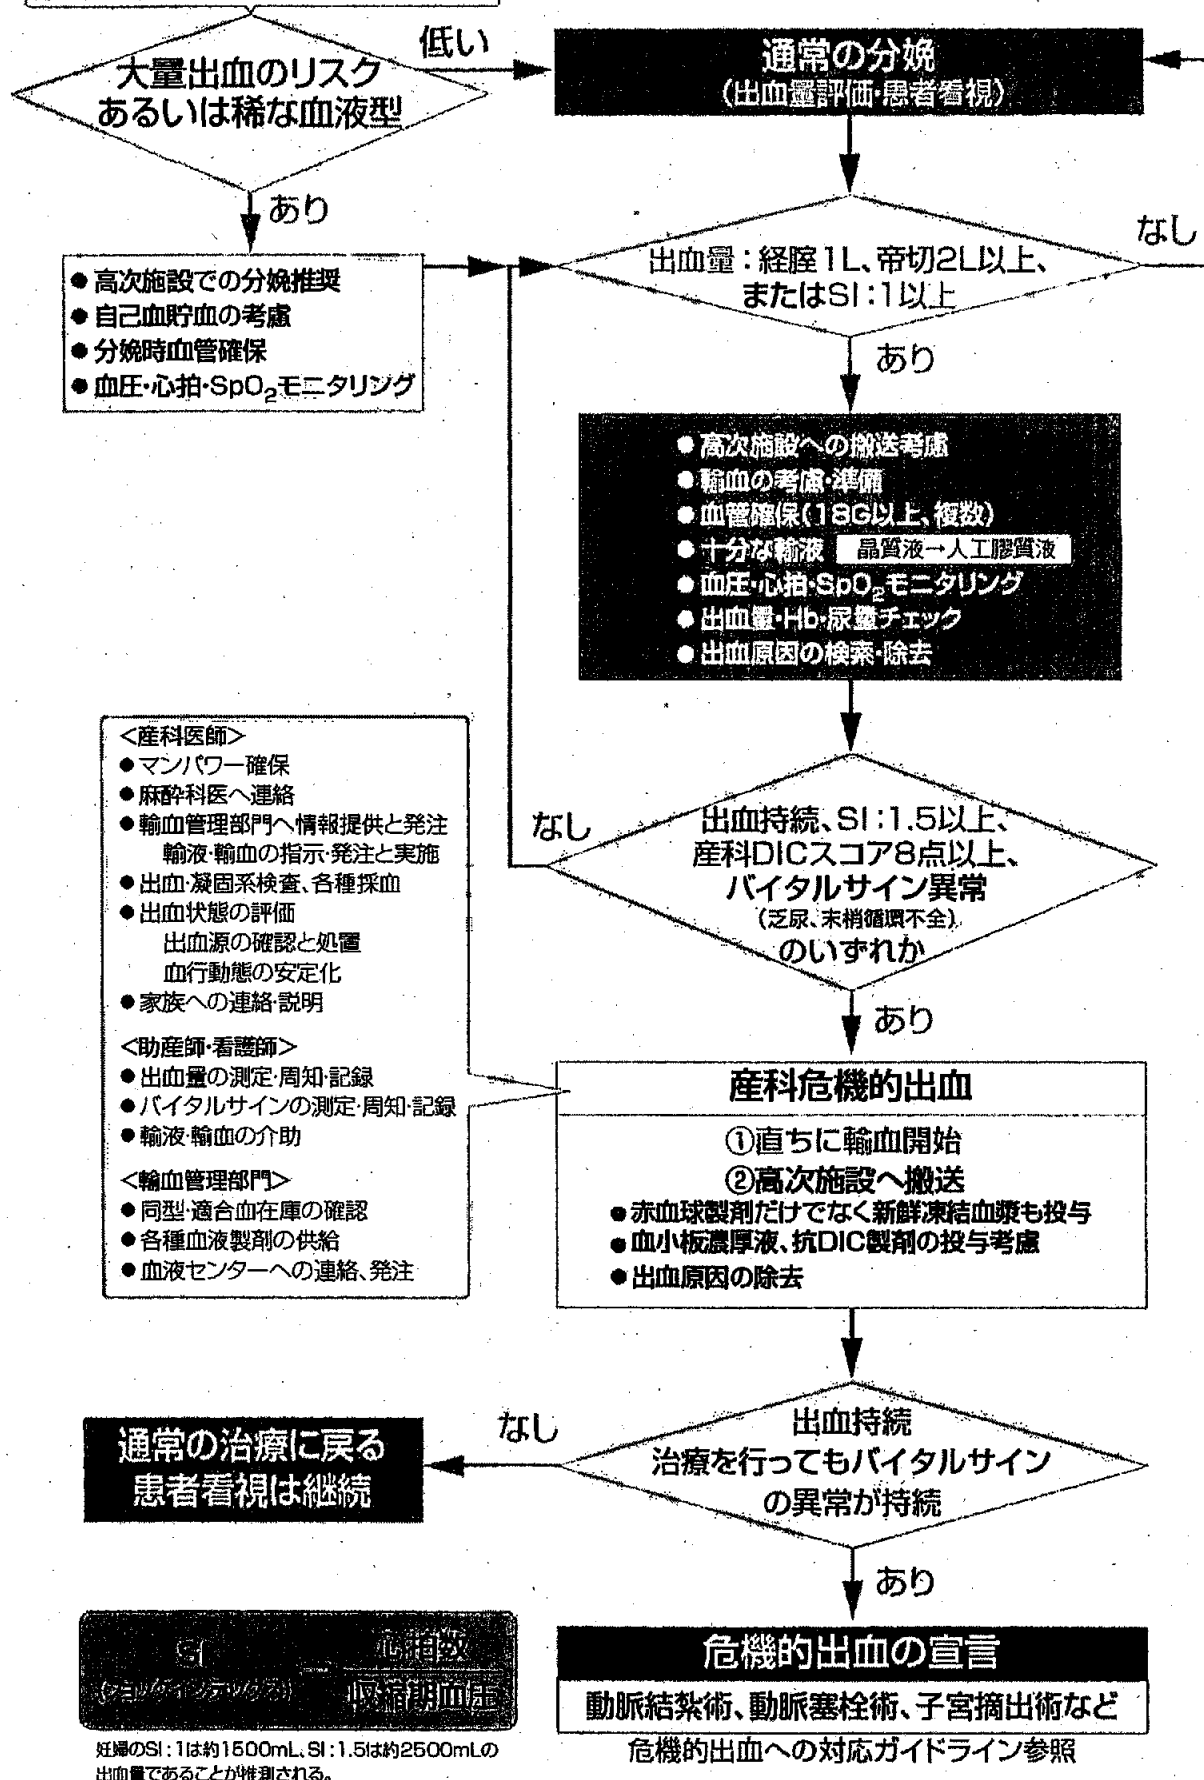 大量出血のリスク
あるいは稀な血液型
低い
通常の分娩
(出血量評価・患者看視)
あり
●高次施設での分娩推奨
●自己血貯血の考慮
●分娩時血管確保
●血圧・心拍・SpO₂モニタリング
出血量：経腟1L、帝切2L以上、
またはSI：1以上
なし
あり
●高次施設への搬送考慮
●輸血の考慮・準備
●血管確保(18G以上、複数)
●十分な輸液 晶質液→人工膠質液
●血圧・心拍・SpO₂モニタリング
●出血量・Hb・尿量チェック
●出血原因の検索・除去
なし
出血持続、SI：1.5以上、
産科DICスコア8点以上、
バイタルサイン異常
(乏尿、末梢循環不全)
のいずれか
あり
＜産科医師＞
●マンパワー確保
●麻酔科医へ連絡
●輸血管理部門へ情報提供と発注
輸液・輸血の指示・発注と実施
●出血・凝固系検査、各種採血
●出血状態の評価
出血源の確認と処置
血行動態の安定化
●家族への連絡・説明
＜助産師・看護師＞
●出血量の測定・周知・記録
●バイタルサインの測定・周知・記録
●輸液・輸血の介助
＜輸血管理部門＞
●同型・適合血在庫の確認
●各種血液製剤の供給
●血液センターへの連絡、発注
産科危機的出血
①直ちに輸血開始
②高次施設へ搬送
●赤血球製剤だけでなく新鮮凍結血漿も投与
●血小板濃厚液、抗DIC製剤の投与考慮
●出血原因の除去
出血持続
治療を行ってもバイタルサイン
の異常が持続
なし
通常の治療に戻る
患者看視は継続
あり
危機的出血の宣言
動脈結紮術、動脈塞栓術、子宮摘出術など
危機的出血への対応ガイドライン参照
SI
(ショックインデックス)
＝
心拍数
収縮期血圧
妊婦のSI：1は約1500mL、SI：1.5は約2500mLの
出血量であることが推測される。